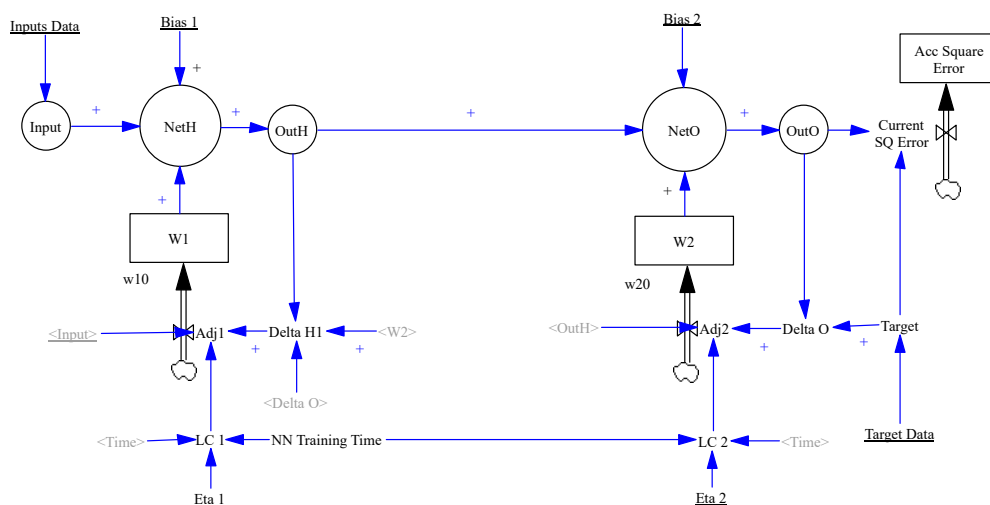 Inputs Data
Bias 1
Bias 2
Acc Square
Error
+
+
+
+
+
+
Input
NetH
OutH
NetO
OutO
Current
SQ Error
+
+
W1
W2
w10
w20
<Input>
Adj1
Delta H1
<W2>
<OutH>
Adj2
Delta O
Target
+
+
+
+
<Delta O>
<Time>
LC 1
NN Training Time
LC 2
<Time>
Target Data
Eta 1
Eta 2